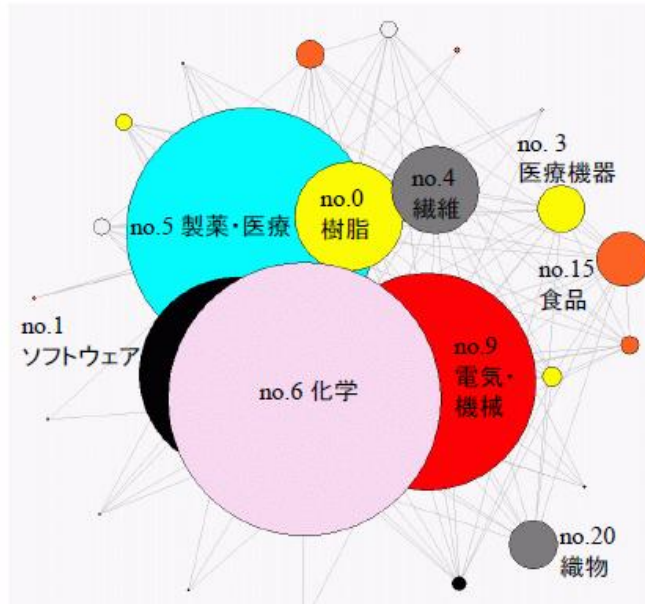 no. 3
医療機器
no.4
繊維
no.0
樹脂
no.5 製薬・医療
no.15
食品
no.1
ソフトウェア
no.9
電気・
機械
no.6 化学
no.20
織物